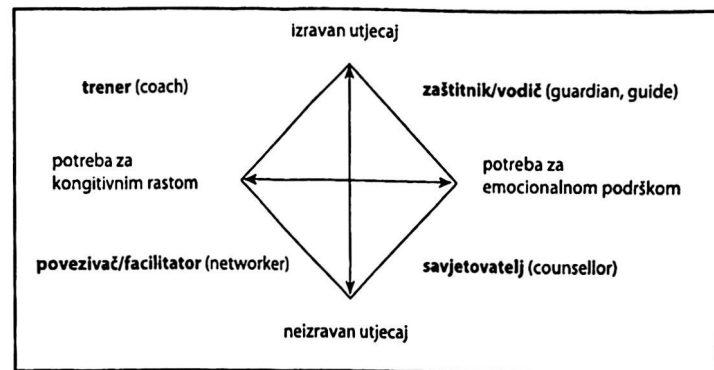 izravan utjecaj
trener (coach)
zaštitnik/vodič (guardian, guide)
potreba za
kongitivnim rastom
potreba za
emocionalnom podrškom
povezivač/facilitator (networker)
savjetovatelj (counsellor)
neizravan utjecaj